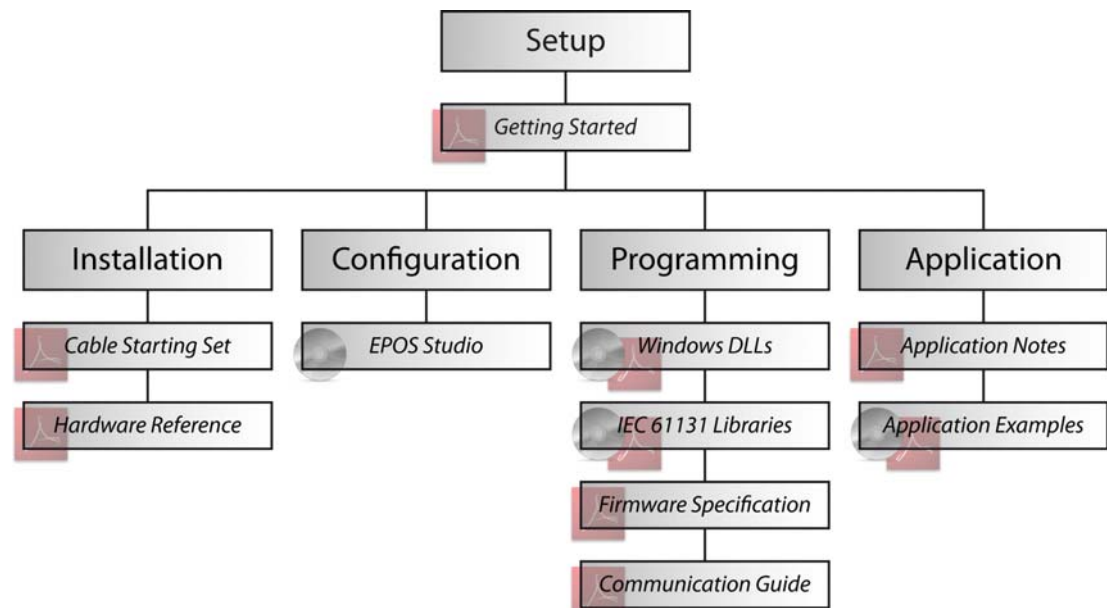 Setup
Getting Started
Installation
Configuration
Programming
Application
Cable Starting Set
EPOS Studio
Windows DLLs
Application Notes
Hardware Reference
IEC 61131 Libraries
Application Examples
Firmware Specification
Communication Guide